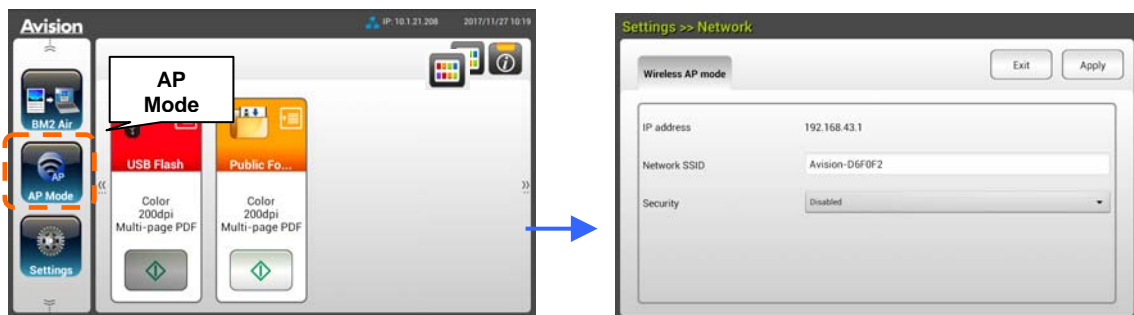 Avision
IP: 10.1.21.208
2017/11/27 10:19
AP
Mode
BM2 Air
AP
AP Mode
Settings
USB Flash
Color
200dpi
Multi-page PDF
Public Fo...
Color
200dpi
Multi-page PDF
Settings >> Network
Wireless AP mode
Exit
Apply
IP address
192.168.43.1
Network SSID
Avision-D6F0F2
Security
Disabled